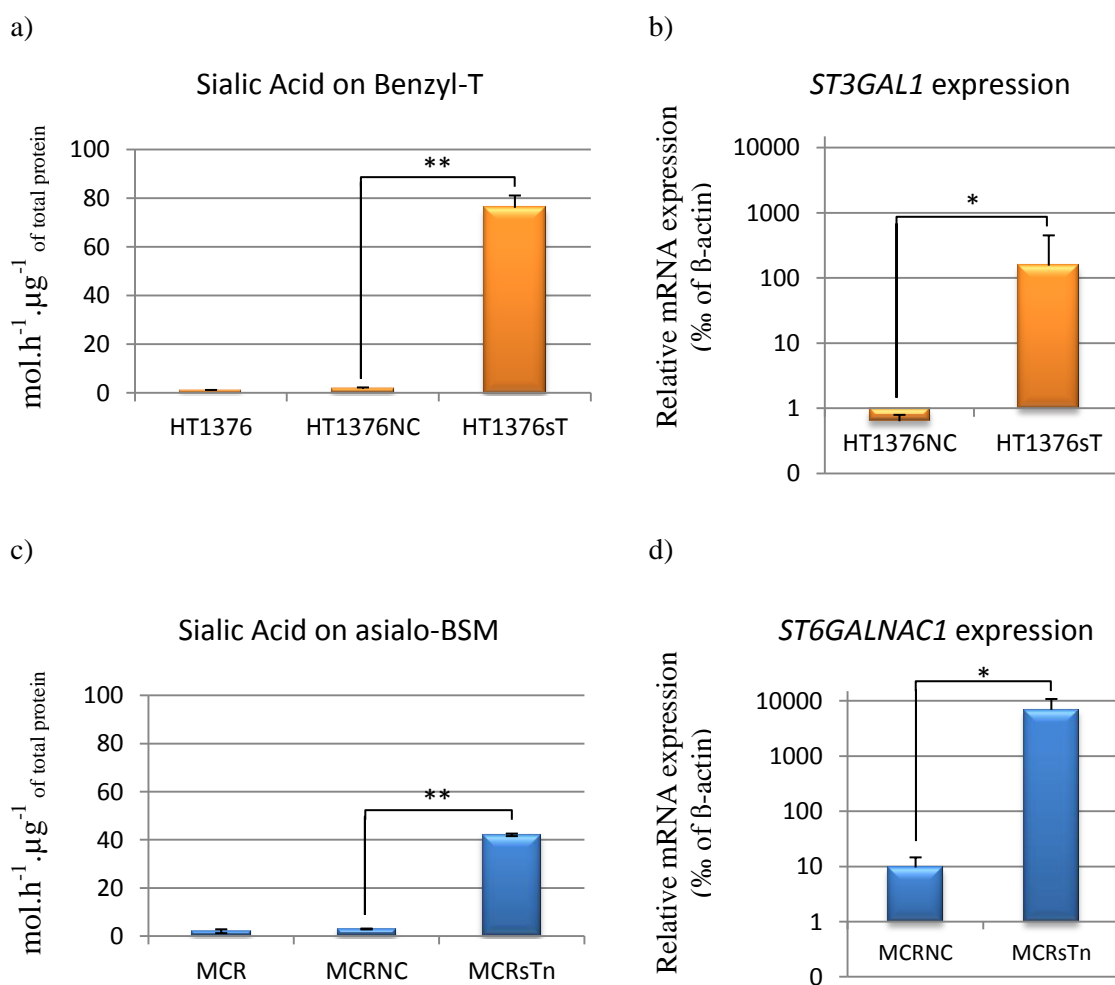 a)
Sialic Acid on Benzyl-T
mol.h⁻¹.µg⁻¹ of total protein
100
80
60
40
20
0
**
HT1376
HT1376NC
HT1376sT
b)
ST3GAL1 expression
Relative mRNA expression
(‰ of ß-actin)
10000
1000
100
10
1
0
*
HT1376NC
HT1376sT
c)
Sialic Acid on asialo-BSM
mol.h⁻¹.µg⁻¹ of total protein
100
80
60
40
20
0
**
MCR
MCRNC
MCRsTn
d)
ST6GALNAC1 expression
Relative mRNA expression
(‰ of ß-actin)
10000
1000
100
10
1
0
*
MCRNC
MCRsTn